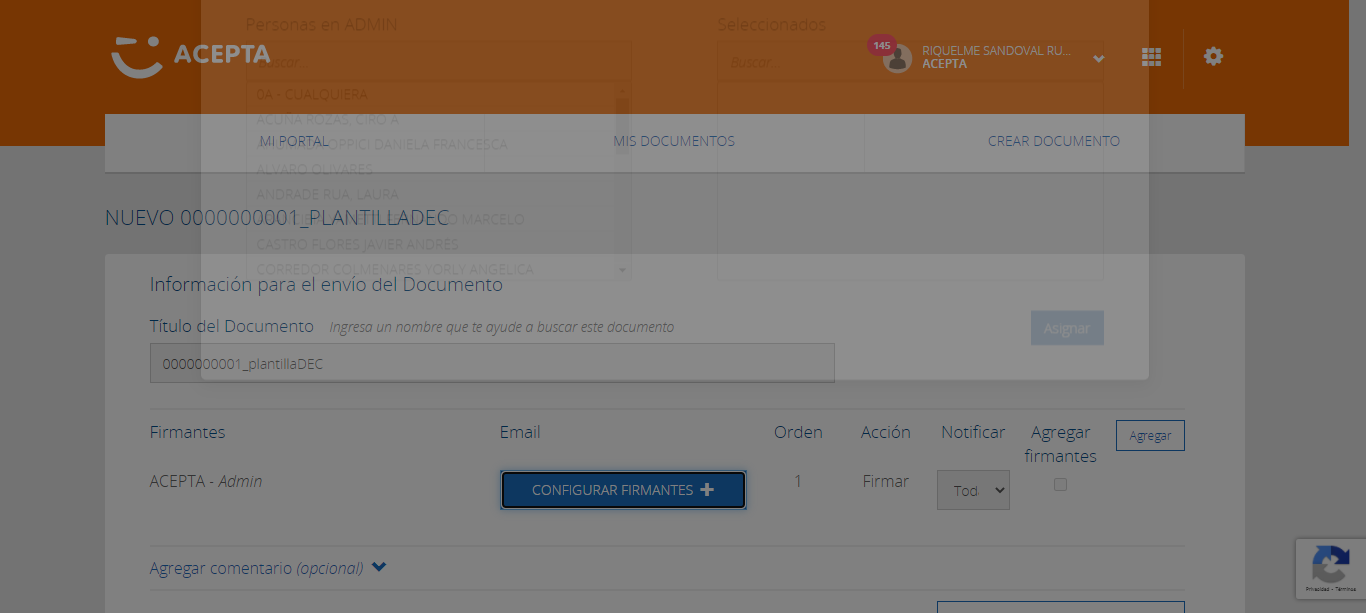 Personas en ADMIN
Seleccionados
ACEPTA
Buscar
Buscar
145
RIQUELME SANDOVAL RU...
ACEPTA
0A - CUALQUIERA
ACUÑA ROZAS, CIRO A
MI PORTAL
MIS DOCUMENTOS
CREAR DOCUMENTO
OPPICI DANIELA FRANCESCA
ALVARO OLIVARES
ANDRADE RUA, LAURA
NUEVO 0000000001_PLANTILLADEC
MARCELO
CASTRO FLORES JAVIER ANDRÉS
CORREDOR COLMENARES YORLY ANGELICA
Información para el envío del Documento
Título del Documento Ingresa un nombre que te ayude a buscar este documento
Asignar
0000000001_plantillaDEC
Firmantes Email Orden Acción Notificar Agregar firmantes Agregar
ACEPTA - Admin CONFIGURAR FIRMANTES 1 Firmar Tod
Agregar comentario (opcional)
Privacidad - Términos